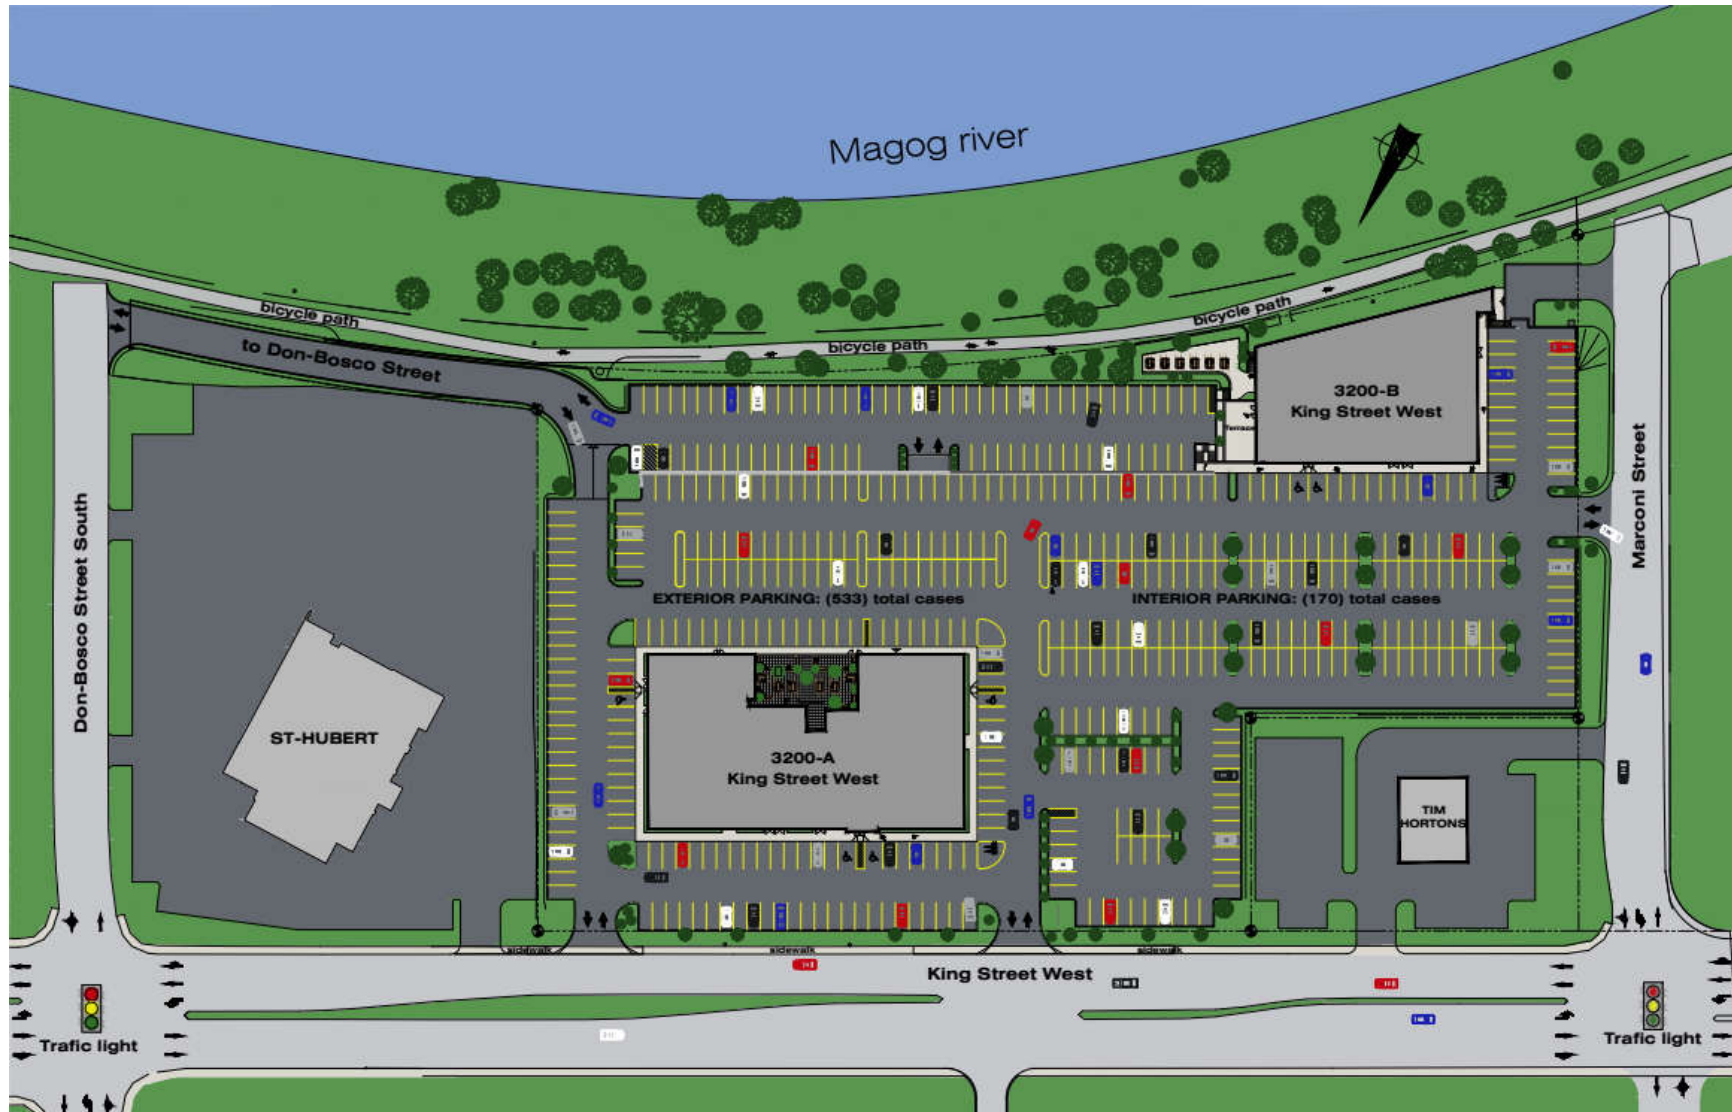 Magog river
bicycle path
bicycle path
bicycle path
to Don-Bosco Street
3200-B
King Street West
Terrace
Don-Bosco Street South
Marconi Street
EXTERIOR PARKING: (533) total cases
INTERIOR PARKING: (170) total cases
ST-HUBERT
3200-A
King Street West
TIM
HORTONS
sidewalk
sidewalk
sidewalk
King Street West
Trafic light
Trafic light